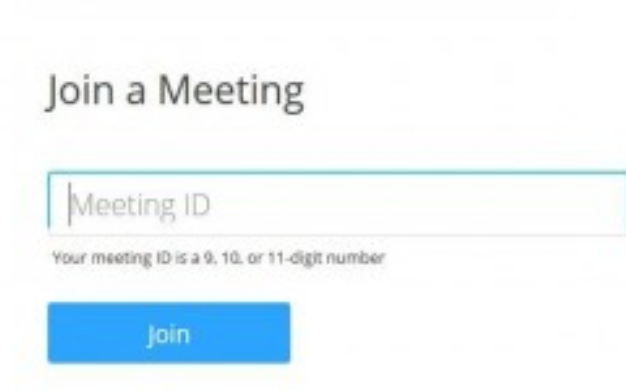 Join a Meeting
Meeting ID
Your meeting ID is a 9, 10, or 11-digit number
Join